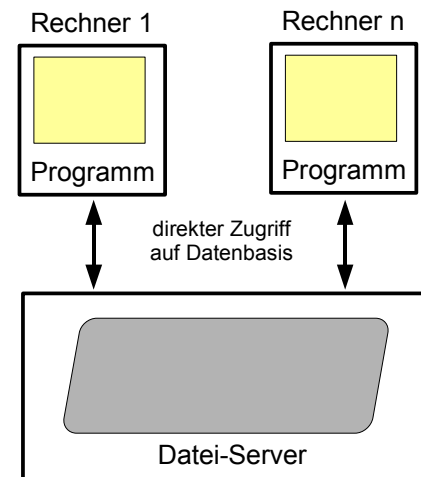 Rechner 1
Rechner n
Programm
Programm
direkter Zugriff
auf Datenbasis
Datei-Server